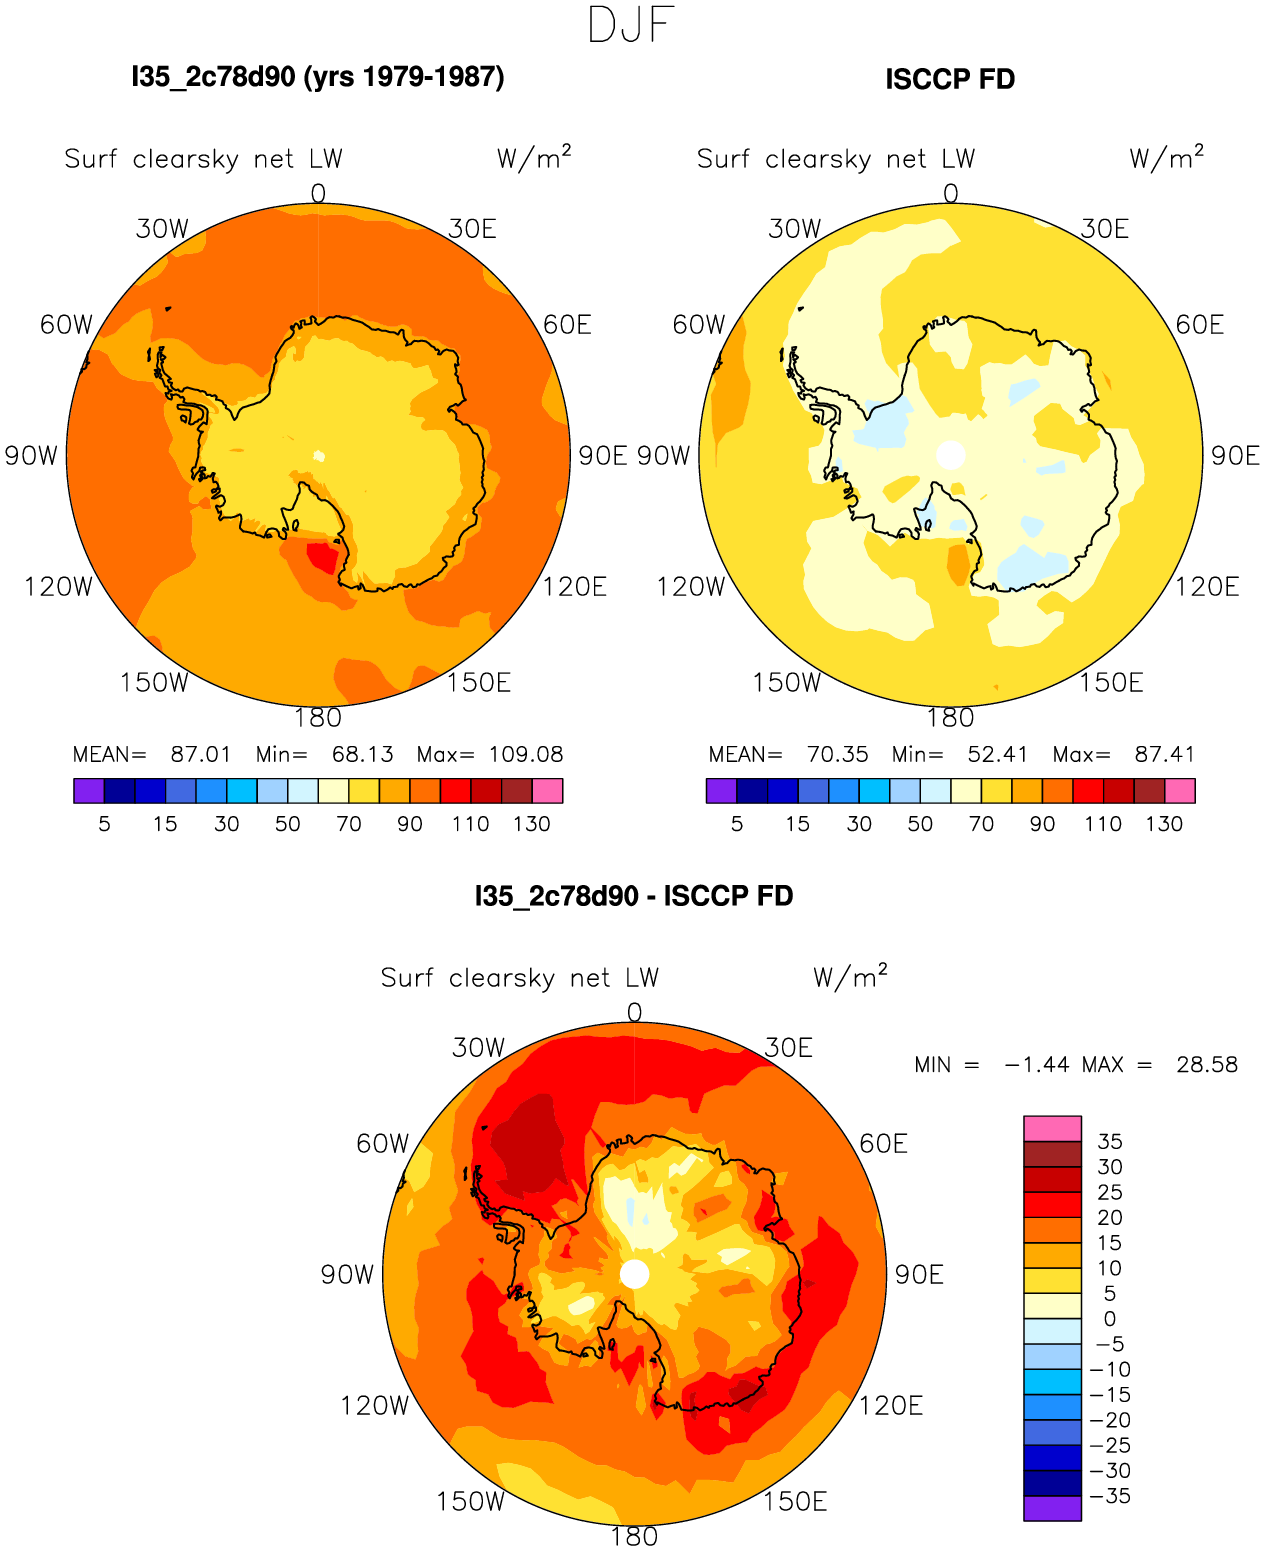 DJF
I35_2c78d90 (yrs 1979-1987)
ISCCP FD
Surf clearsky net LW W/m2
Surf clearsky net LW W/m2
0
30W 30E
60W 60E
90W 90E
120W 120E
150W 150E
180
0
30W 30E
60W 60E
90W 90E
120W 120E
150W 150E
180
MEAN= 87.01 Min= 68.13 Max= 109.08
5 15 30 50 70 90 110 130
MEAN= 70.35 Min= 52.41 Max= 87.41
5 15 30 50 70 90 110 130
I35_2c78d90 - ISCCP FD
Surf clearsky net LW W/m2
0
30W 30E
60W 60E
90W 90E
120W 120E
150W 150E
180
MIN = -1.44 MAX = 28.58
35
30
25
20
15
10
5
0
-5
-10
-15
-20
-25
-30
-35